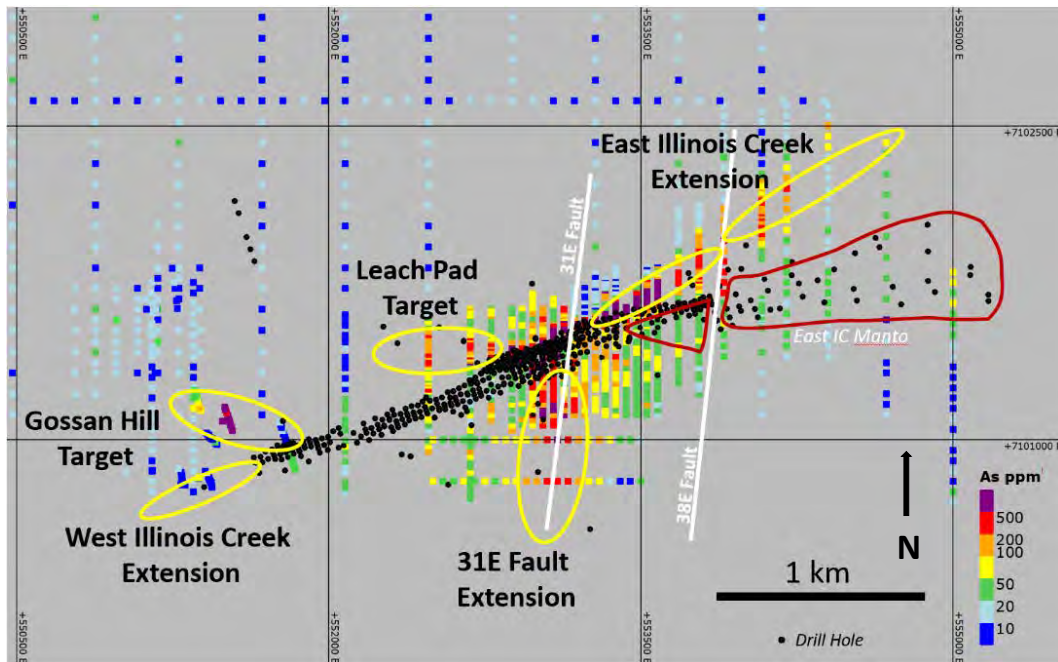 +550500 E
+552000 E
+553500 E
+555000 E
+7102500 N
East Illinois Creek
Extension
31E Fault
Leach Pad
Target
East IC Manto
Gossan Hill
Target
+7101000 N
West Illinois Creek
Extension
38E Fault
31E Fault
Extension
N
1 km
Drill Hole
As ppm
500
200
100
50
20
10